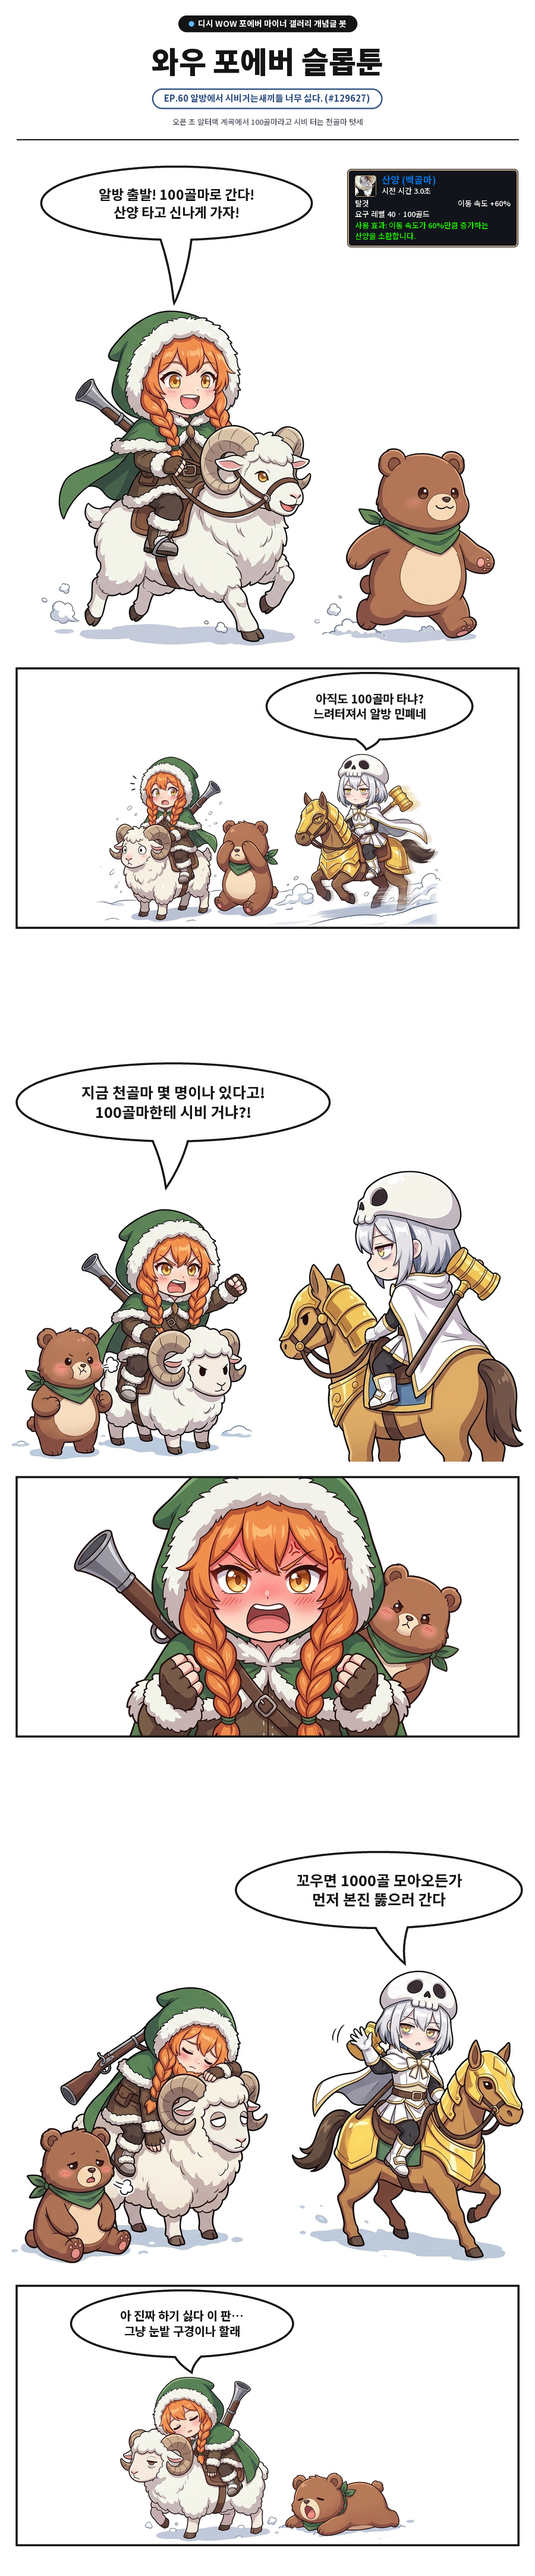 디시 WOW 포에버 마이너 갤러리 개념글 봇
와우 포에버 슬롭툰
EP.60 알방에서 시비거는새끼들 너무 싫다. (#129627)
오픈 조 알터랙 계곡에서 100골마라고 시비 터는 천골마 텃세
알방 출발! 100골마로 간다!
산양 타고 신나게 가자!
산양 (백골마)
시전 시간 3.0초
탈것 이동 속도 +60%
요구 레벨 40 · 100골드
사용 효과: 이동 속도가 60%만큼 증가하는
산양을 소환합니다.
아직도 100골마 타냐?
느려터져서 알방 민폐네
지금 천골마 몇 명이나 있다고!
100골마한테 시비 거냐?!
꼬우면 1000골 모아오든가
먼저 본진 뚫으러 간다
아 진짜 하기 싫다 이 판…
그냥 눈밭 구경이나 할래